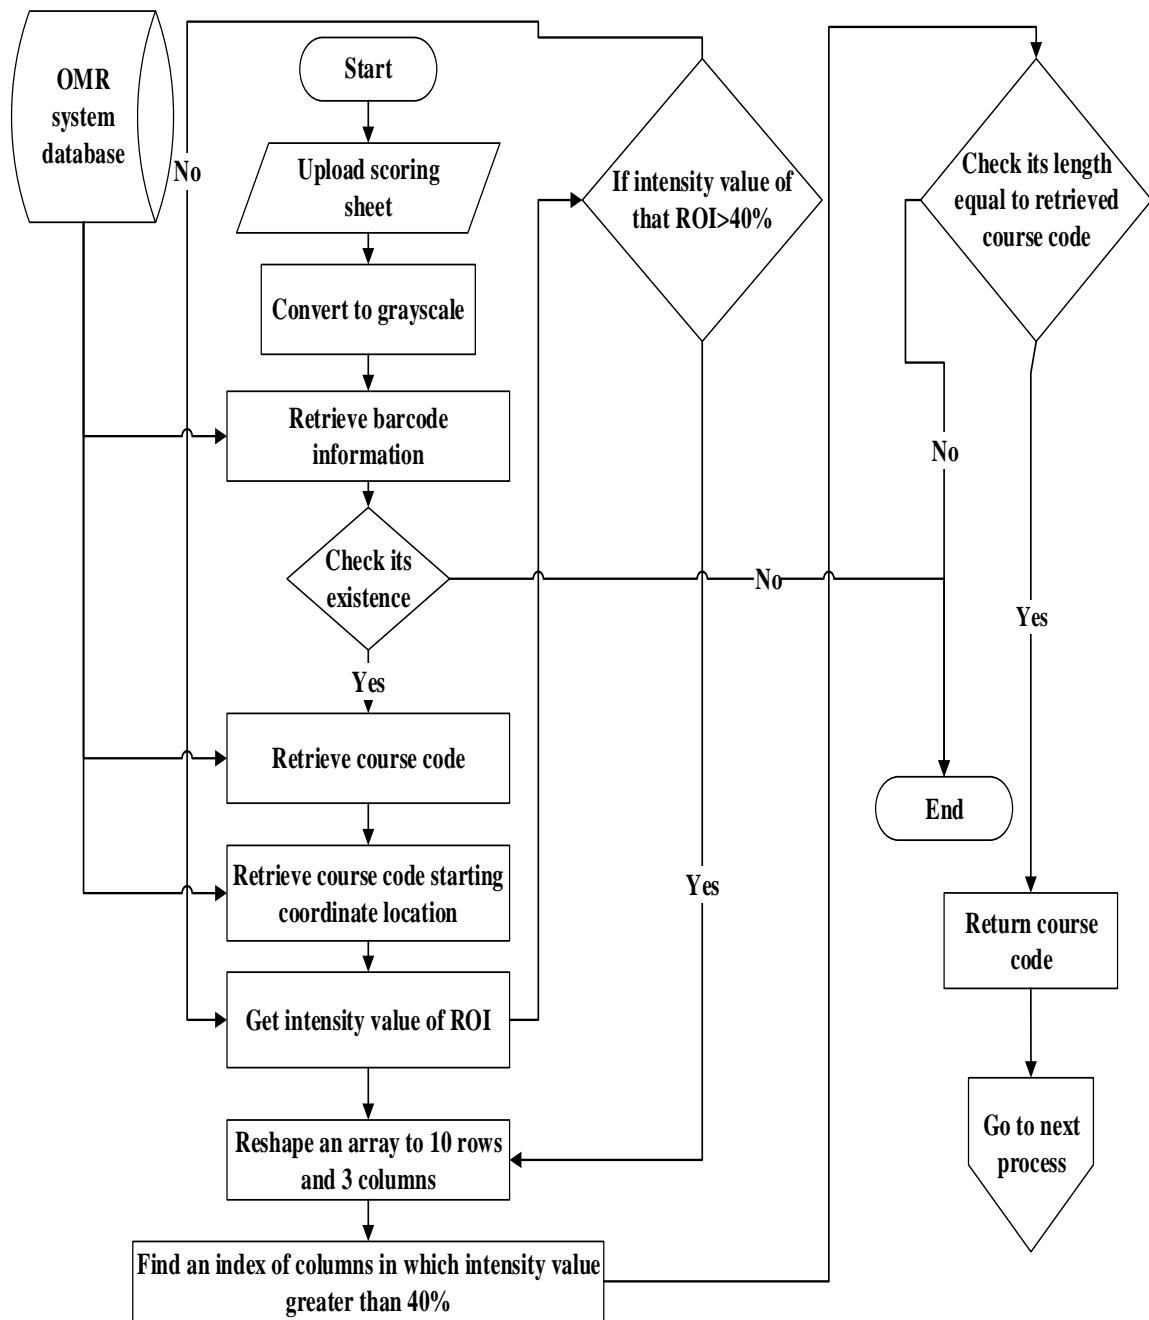 OMR
system
database
No
Start
Upload scoring
sheet
Convert to grayscale
Retrieve barcode
information
Check its
existence
Yes
Retrieve course code
Retrieve course code starting
coordinate location
Get intensity value of ROI
Reshape an array to 10 rows
and 3 columns
Find an index of columns in which intensity value
greater than 40%
If intensity value of
that ROI>40%
No
Yes
Check its length
equal to retrieved
course code
No
Yes
End
Return course
code
Go to next
process